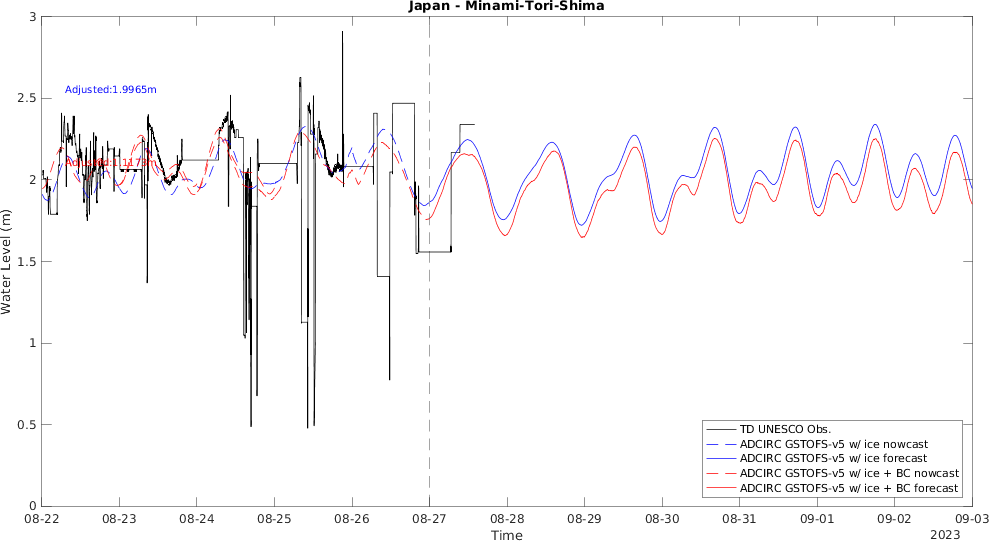 Japan - Minami-Tori-Shima
Water Level (m)
3
2.5
2
1.5
1
0.5
0
Adjusted:1.9965m
08-22
08-23
08-24
08-25
08-26
08-27
08-28
08-29
08-30
08-31
09-01
09-02
09-03
Time
2023
TD UNESCO Obs.
ADCIRC GSTOFS-v5 w/ ice nowcast
ADCIRC GSTOFS-v5 w/ ice forecast
ADCIRC GSTOFS-v5 w/ ice + BC nowcast
ADCIRC GSTOFS-v5 w/ ice + BC forecast